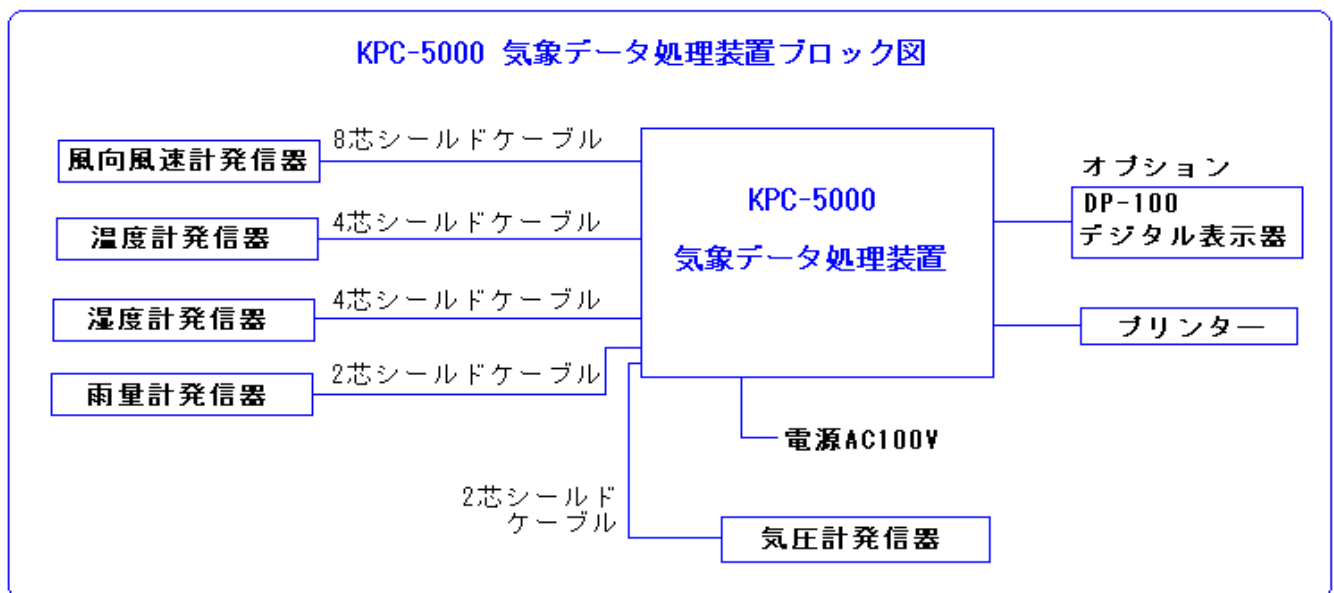 KPC-5000 気象データ処理装置ブロック図
風向風速計発信器
8芯シールドケーブル
温度計発信器
4芯シールドケーブル
湿度計発信器
4芯シールドケーブル
雨量計発信器
2芯シールドケーブル
KPC-5000
気象データ処理装置
オプション
DP-100
デジタル表示器
プリンター
電源AC100V
2芯シールド
ケーブル
気圧計発信器